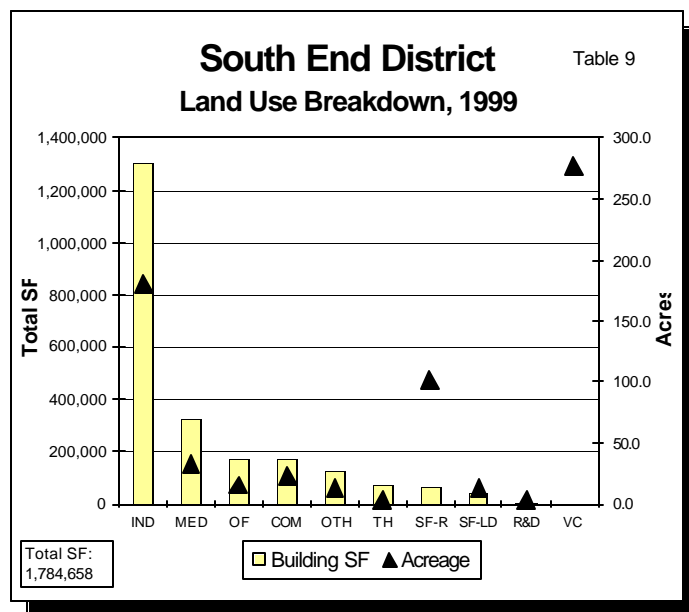 South End District
Table 9
Land Use Breakdown, 1999
1,400,000
1,200,000
1,000,000
800,000
600,000
400,000
200,000
0
Total SF
300.0
250.0
200.0
150.0
100.0
50.0
0.0
Acres
IND MED OF COM OTH TH SF-R SF-LD R&D VC
Total SF:
1,784,658
Building SF Acreage